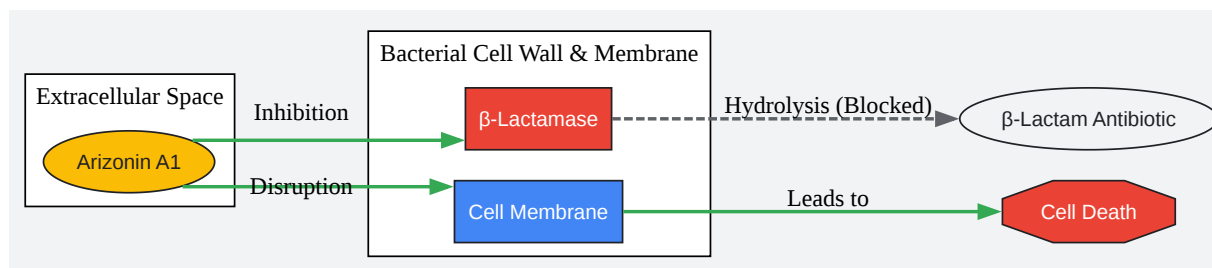 Bacterial Cell Wall & Membrane
Extracellular Space
Inhibition
β-Lactamase
Hydrolysis (Blocked)
β-Lactam Antibiotic
Arizonin A1
Disruption
Cell Membrane
Leads to
Cell Death